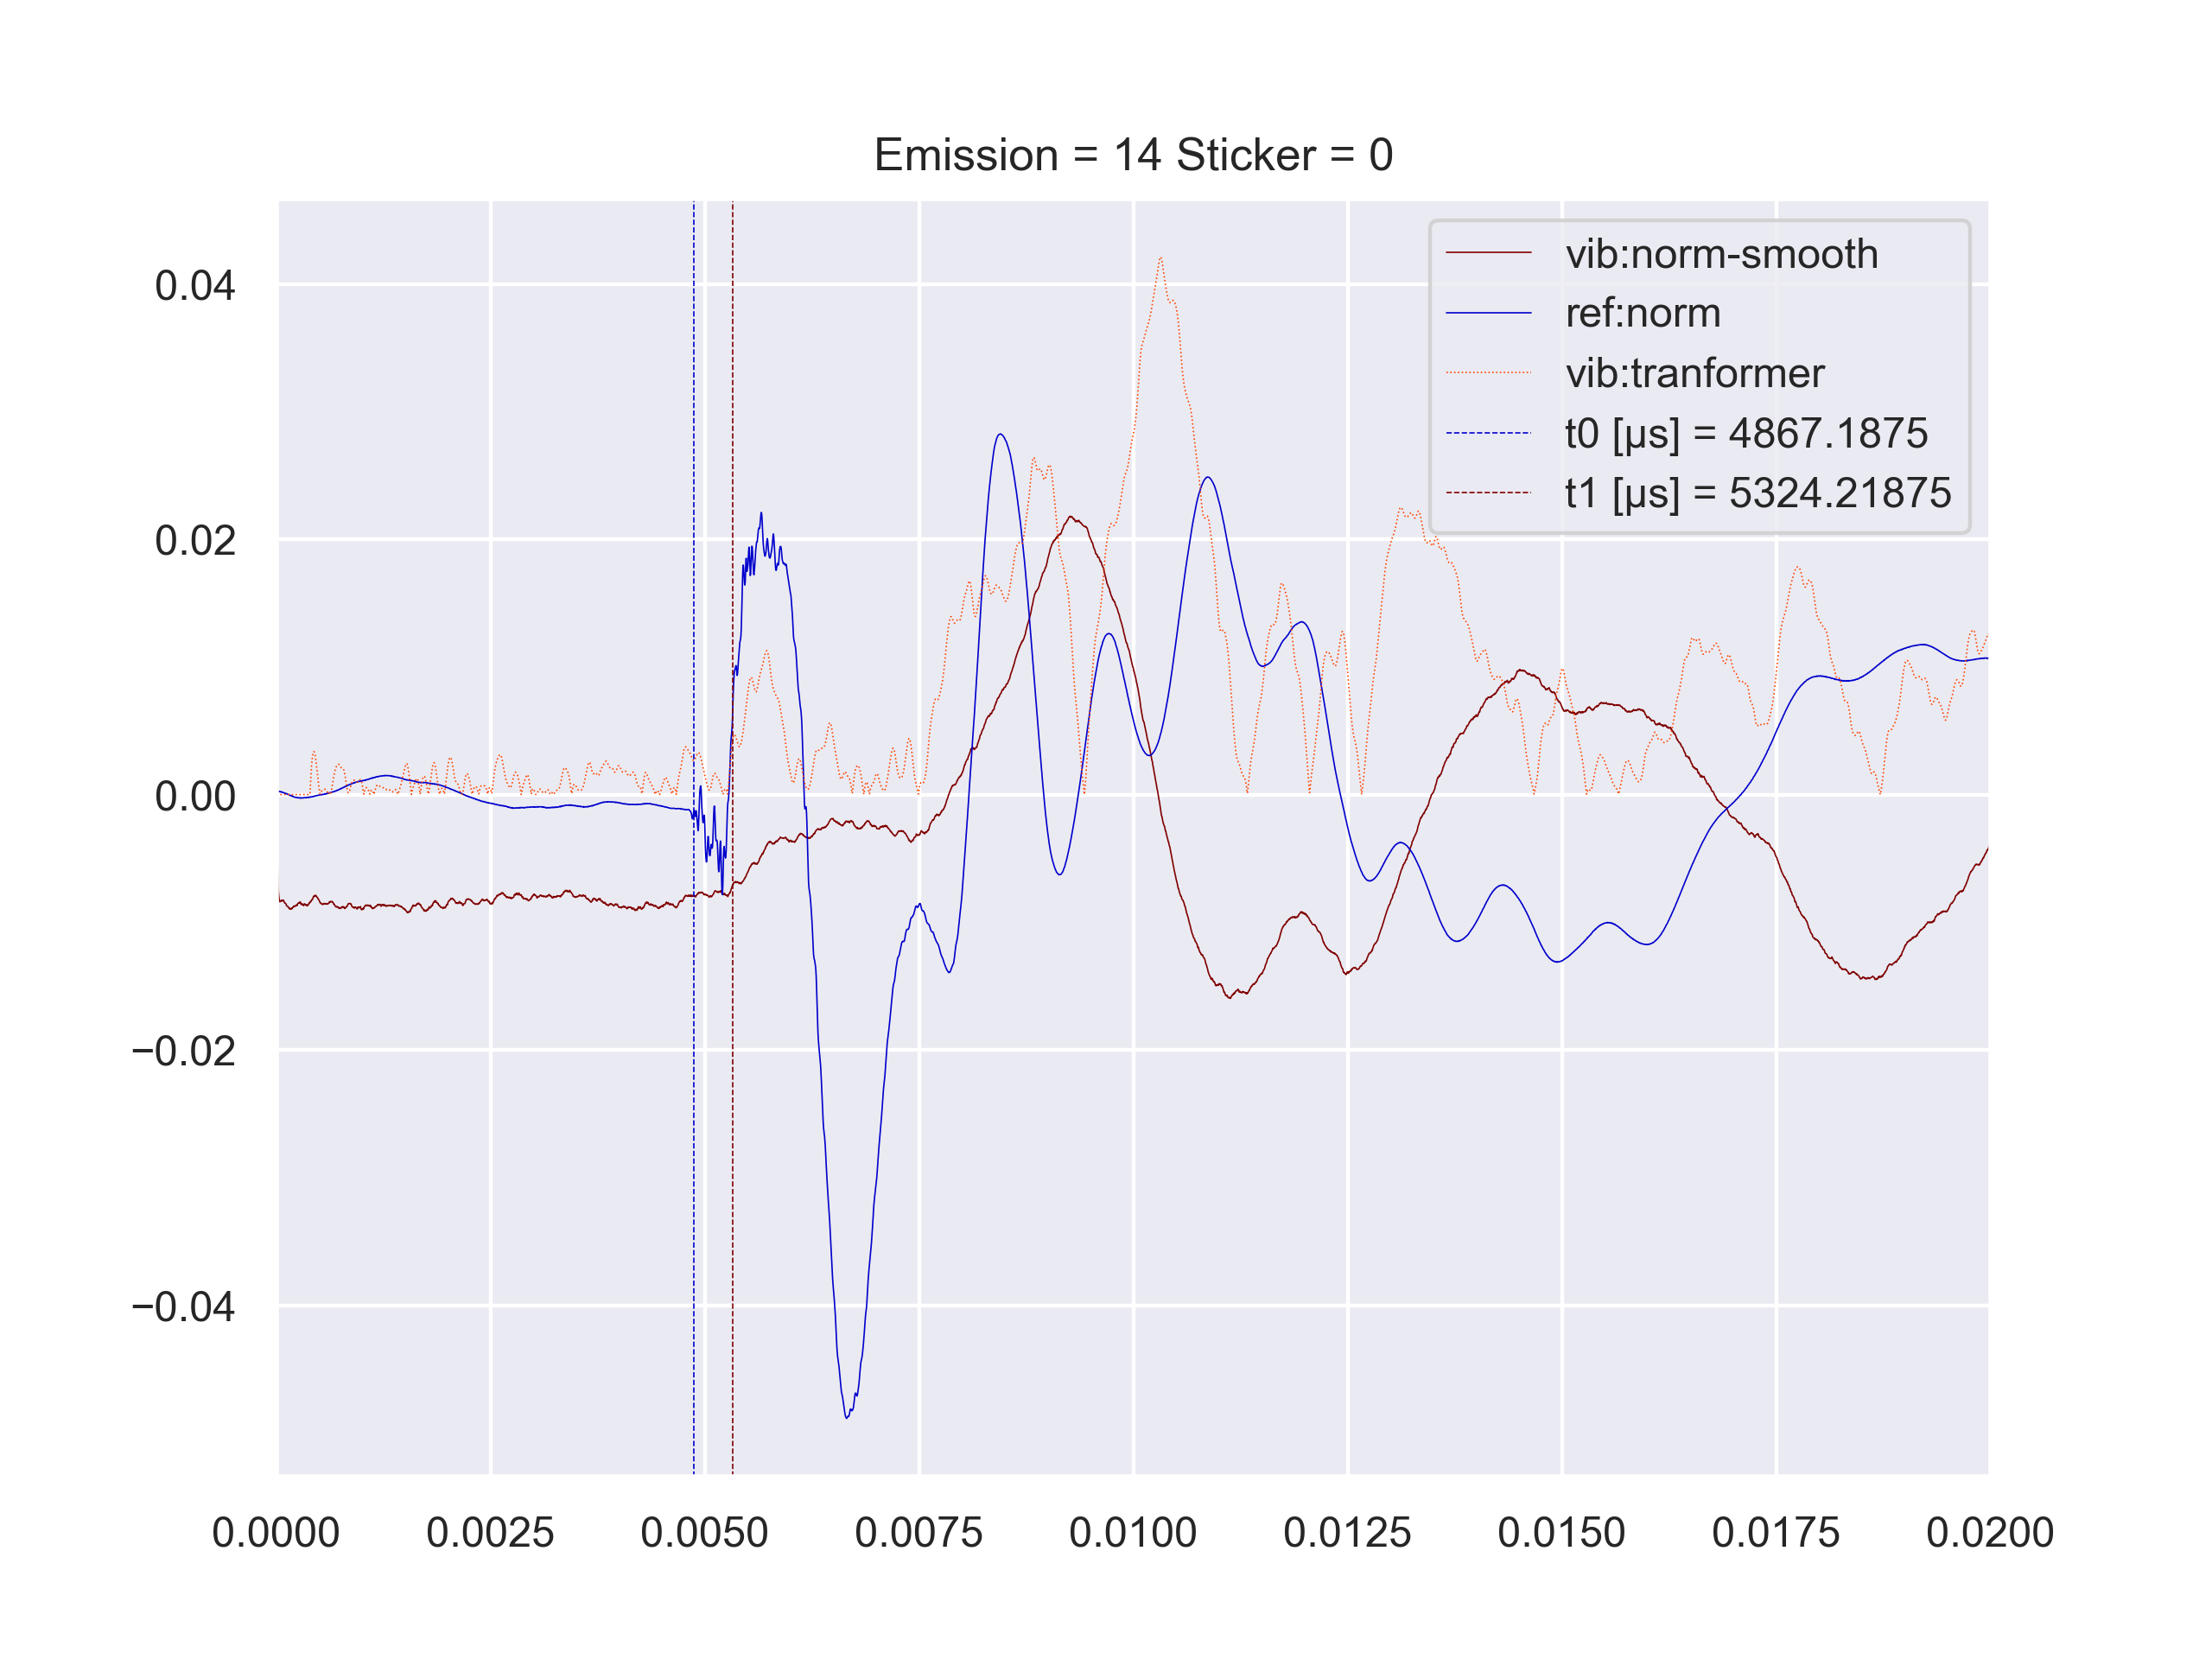 Emission = 14 Sticker = 0
vib:norm-smooth
ref:norm
vib:tranformer
t0 [µs] = 4867.1875
t1 [µs] = 5324.21875
0.04
0.02
0.00
−0.02
−0.04
0.0000 0.0025 0.0050 0.0075 0.0100 0.0125 0.0150 0.0175 0.0200